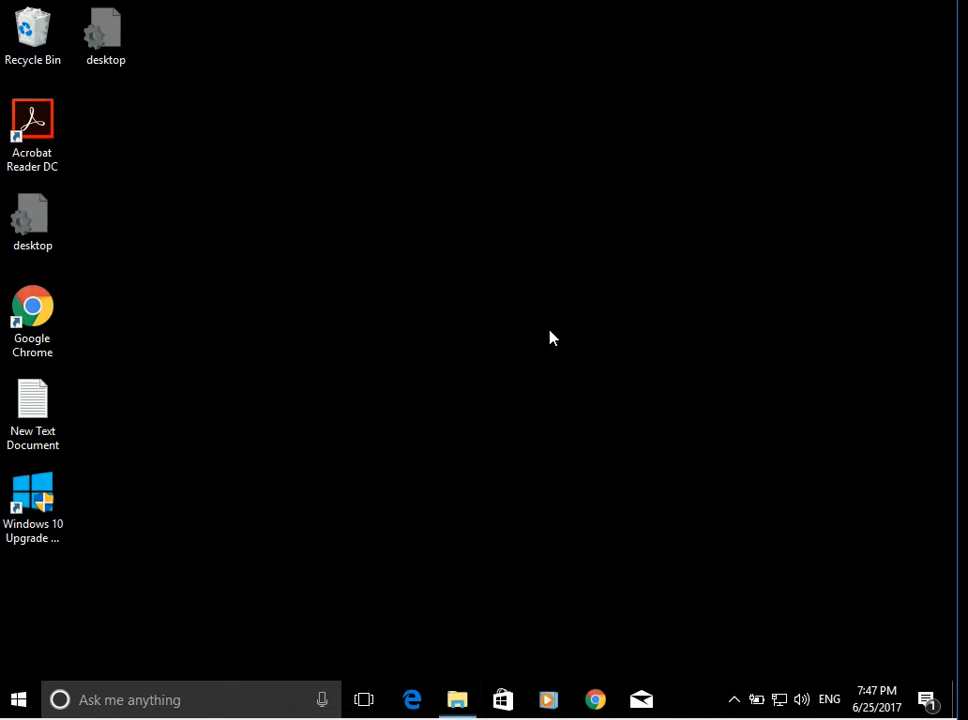 Recycle Bin
desktop
Acrobat
Reader DC
desktop
Google
Chrome
New Text
Document
Windows 10
Upgrade ...
Ask me anything
ENG
7:47 PM
6/25/2017
1